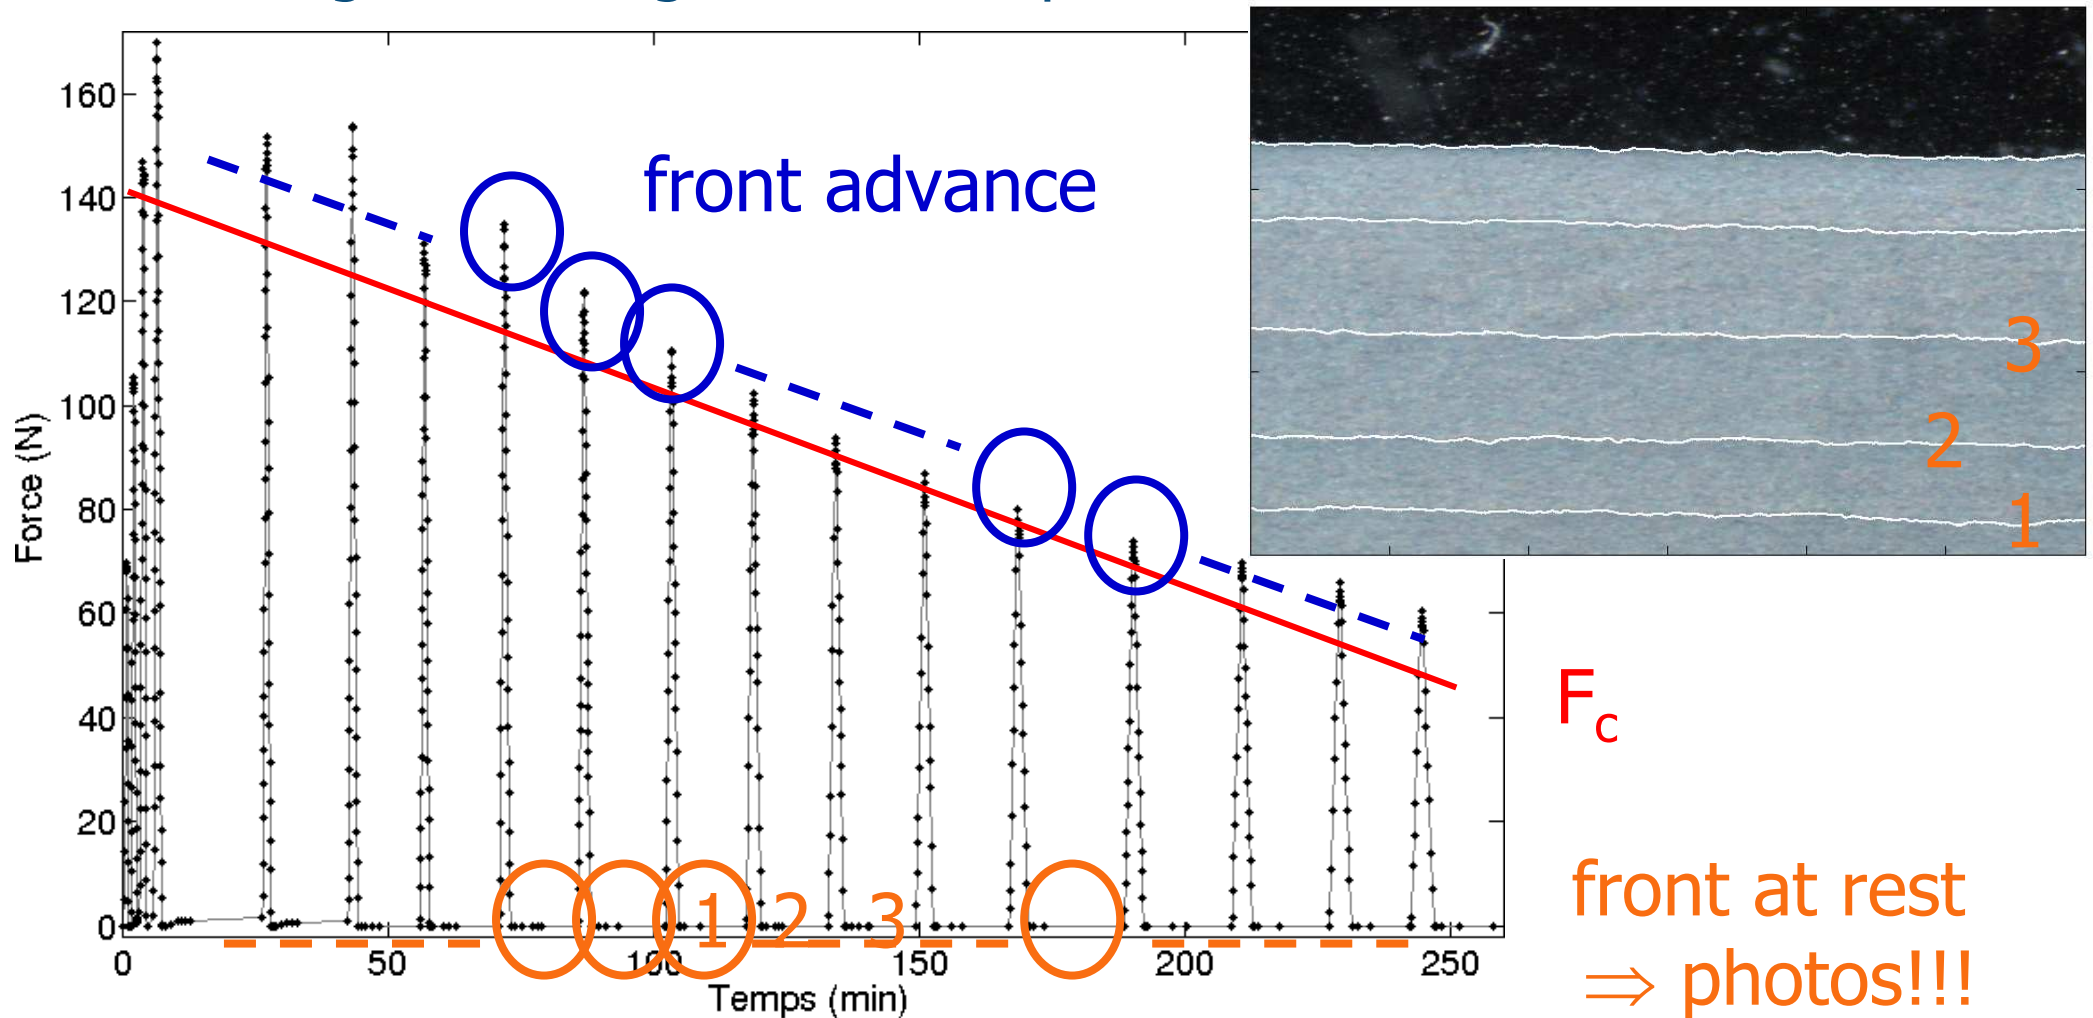 160
140
120
100
80
60
40
20
0
Force (N)
0
50
100
150
200
250
Temps (min)
front advance
3
2
1
Fc
1 2 3
front at rest
⇒ photos!!!